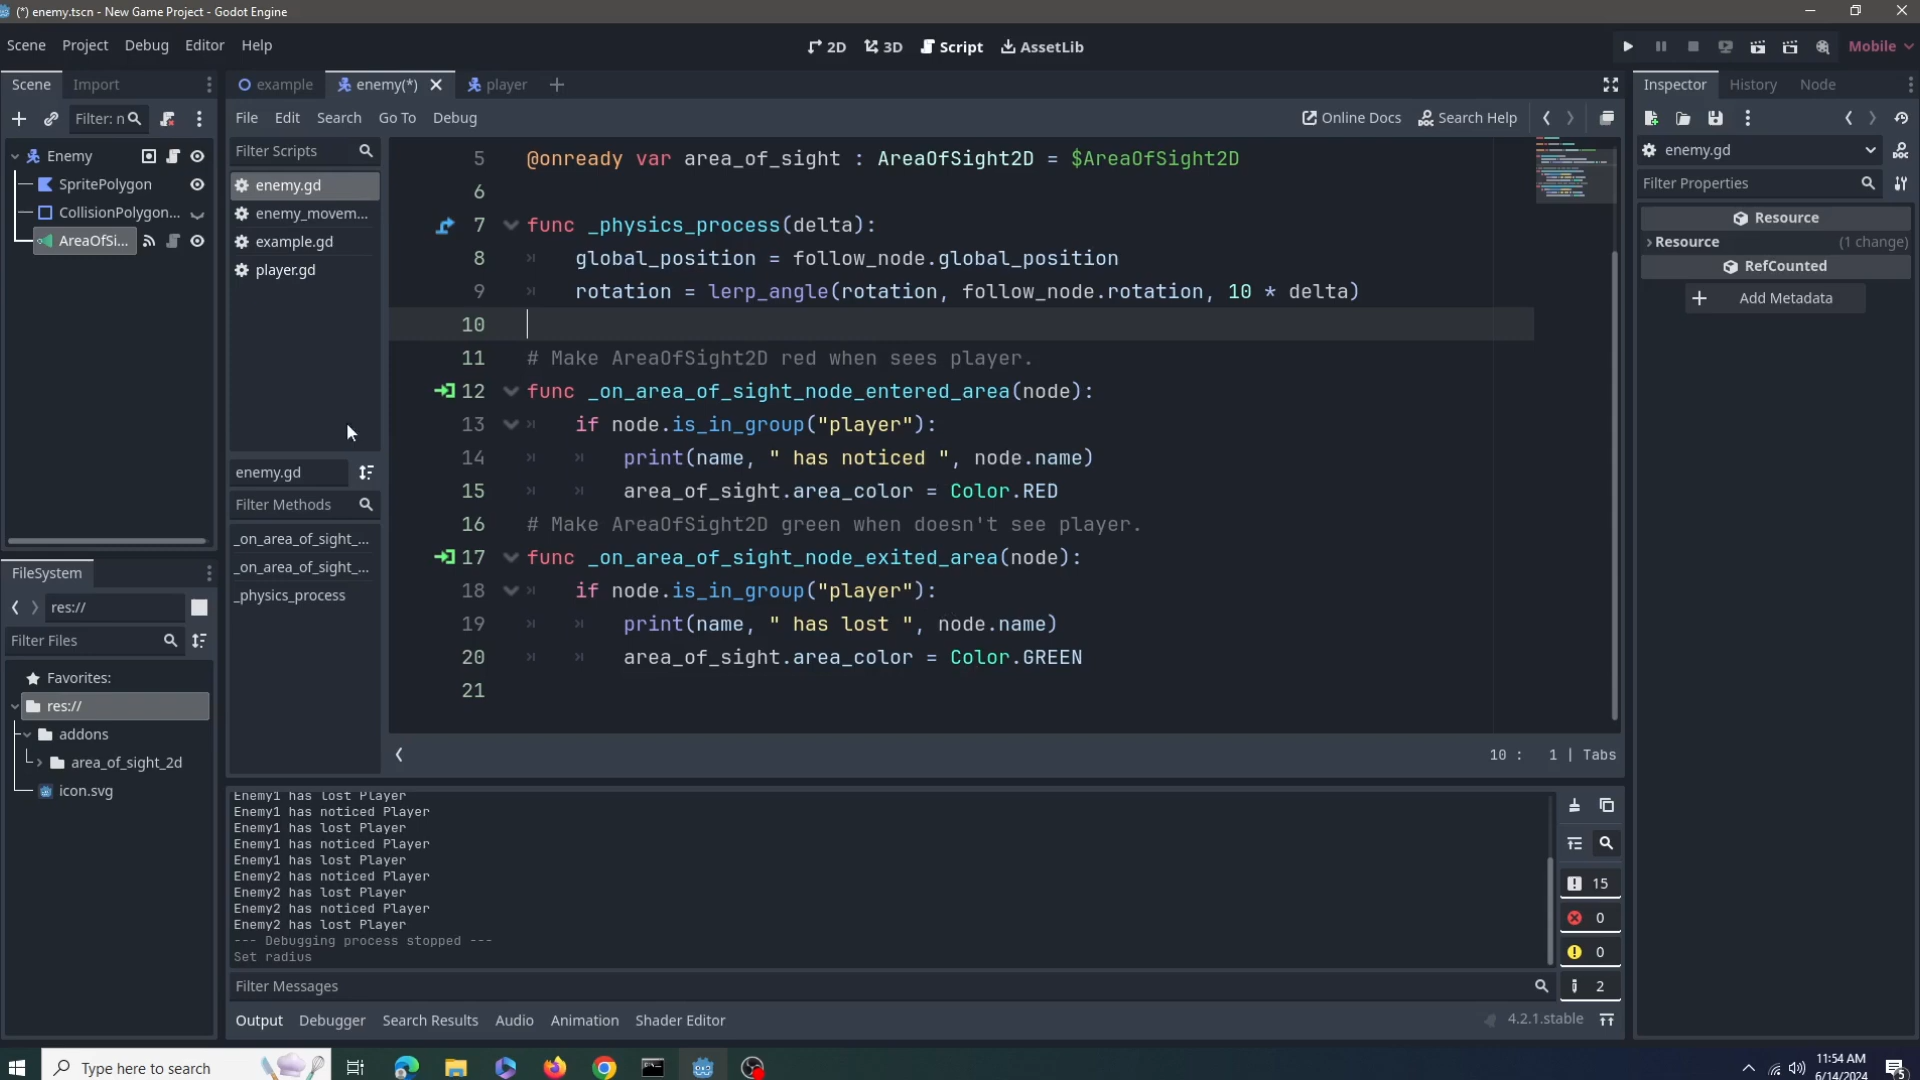 (*) enemy.tscn - New Game Project - Godot Engine
Scene Project Debug Editor Help
2D 3D Script AssetLib
Mobile
Scene Import
example enemy(*) player
Inspector History Node
Filter: n
File Edit Search Go To Debug
Online Docs Search Help
Enemy
SpritePolygon
CollisionPolygon...
AreaOfSi...
Filter Scripts
enemy.gd
enemy_movem...
example.gd
player.gd
enemy.gd
Filter Methods
_on_area_of_sight_...
_on_area_of_sight_...
_physics_process
5 @onready var area_of_sight : AreaOfSight2D = $AreaOfSight2D
6
7 func _physics_process(delta):
8 global_position = follow_node.global_position
9 rotation = lerp_angle(rotation, follow_node.rotation, 10 * delta)
10
11 # Make AreaOfSight2D red when sees player.
12 func _on_area_of_sight_node_entered_area(node):
13 if node.is_in_group("player"):
14 print(name, " has noticed ", node.name)
15 area_of_sight.area_color = Color.RED
16 # Make AreaOfSight2D green when doesn't see player.
17 func _on_area_of_sight_node_exited_area(node):
18 if node.is_in_group("player"):
19 print(name, " has lost ", node.name)
20 area_of_sight.area_color = Color.GREEN
21
10 : 1 | Tabs
enemy.gd
Filter Properties
Resource
Resource (1 change)
RefCounted
Add Metadata
FileSystem
res://
Filter Files
Favorites:
res://
addons
area_of_sight_2d
icon.svg
Enemy1 has lost Player
Enemy1 has noticed Player
Enemy1 has lost Player
Enemy1 has noticed Player
Enemy1 has lost Player
Enemy2 has noticed Player
Enemy2 has lost Player
Enemy2 has noticed Player
Enemy2 has lost Player
--- Debugging process stopped ---
Set radius
15
0
0
2
Filter Messages
Output Debugger Search Results Audio Animation Shader Editor
4.2.1.stable
Type here to search
11:54 AM
6/14/2024
5